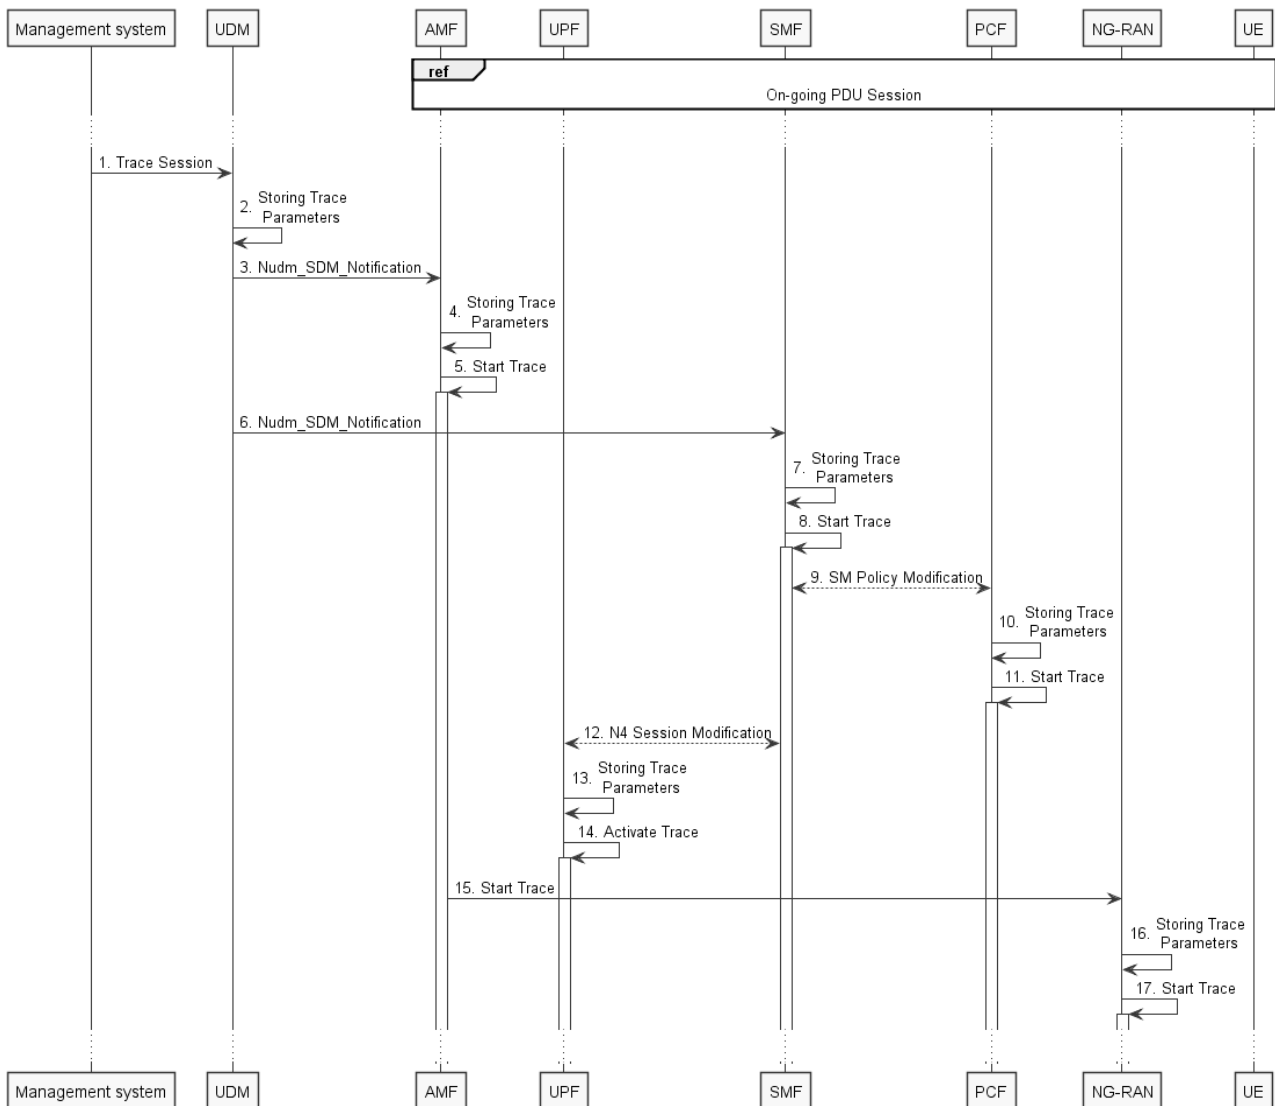 Management system
UDM
AMF
UPF
SMF
PCF
NG-RAN
UE
ref
On-going PDU Session
1. Trace Session
2. Storing Trace
Parameters
3. Nudm_SDM_Notification
4. Storing Trace
Parameters
5. Start Trace
6. Nudm_SDM_Notification
7. Storing Trace
Parameters
8. Start Trace
9. SM Policy Modification
10. Storing Trace
Parameters
11. Start Trace
12. N4 Session Modification
13. Storing Trace
Parameters
14. Activate Trace
15. Start Trace
16. Storing Trace
Parameters
17. Start Trace
Management system
UDM
AMF
UPF
SMF
PCF
NG-RAN
UE